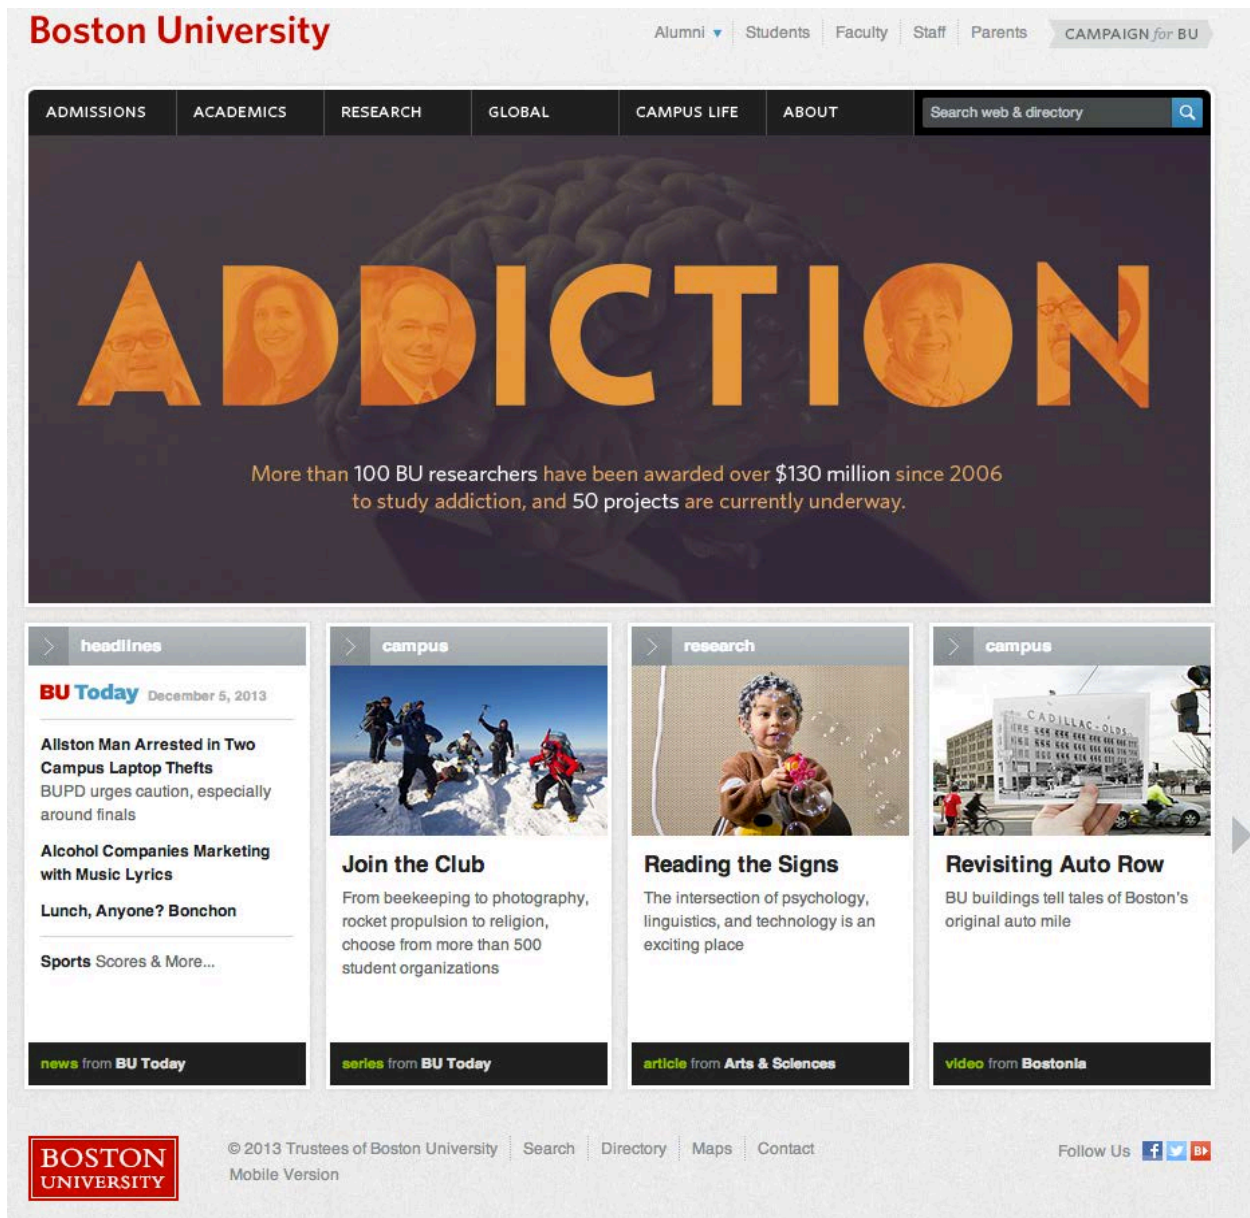 Boston University
Alumni Students Faculty Staff Parents CAMPAIGN for BU
ADMISSIONS ACADEMICS RESEARCH GLOBAL CAMPUS LIFE ABOUT Search web & directory
ADDICTION
More than 100 BU researchers have been awarded over $130 million since 2006
to study addiction, and 50 projects are currently underway.
headlines
BU Today December 5, 2013
Allston Man Arrested in Two
Campus Laptop Thefts
BUPD urges caution, especially
around finals
Alcohol Companies Marketing
with Music Lyrics
Lunch, Anyone? Bonchon
Sports Scores & More...
news from BU Today
campus
Join the Club
From beekeeping to photography,
rocket propulsion to religion,
choose from more than 500
student organizations
series from BU Today
research
Reading the Signs
The intersection of psychology,
linguistics, and technology is an
exciting place
article from Arts & Sciences
campus
CADILLAC - OLDS
Revisiting Auto Row
BU buildings tell tales of Boston's
original auto mile
video from Bostonia
BOSTON
UNIVERSITY
© 2013 Trustees of Boston University Search Directory Maps Contact
Mobile Version
Follow Us f B